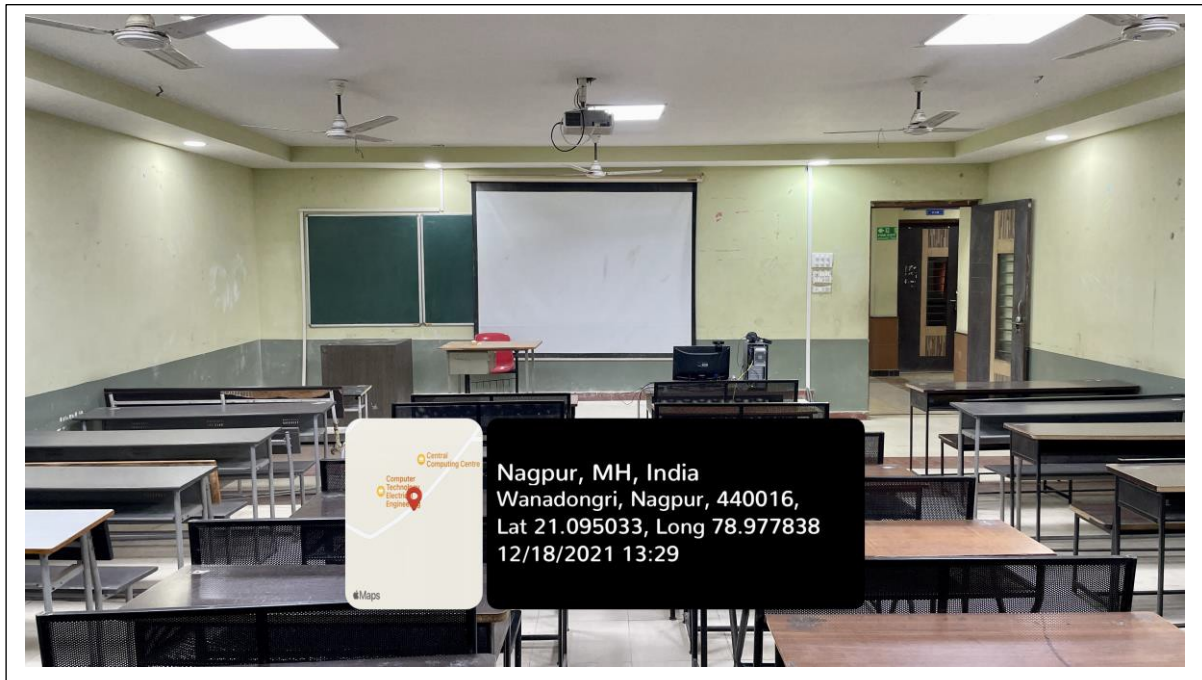 Central
Computing Centre
Computer
Technology
Electric
Engineering
Maps
Nagpur, MH, India
Wanadongri, Nagpur, 440016,
Lat 21.095033, Long 78.977838
12/18/2021 13:29